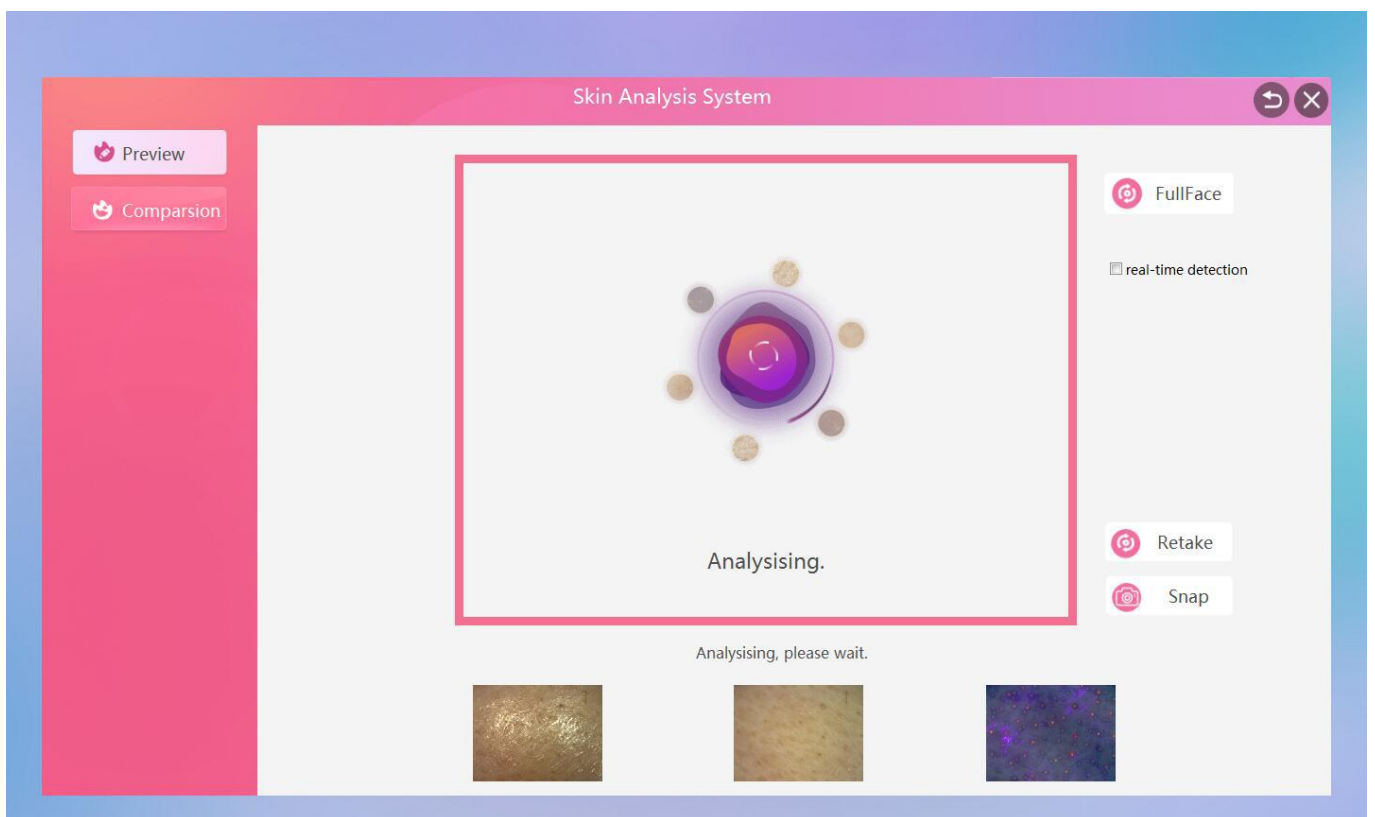 Skin Analysis System
Preview
Comparsion
FullFace
real-time detection
Analysising.
Retake
Snap
Analysising, please wait.